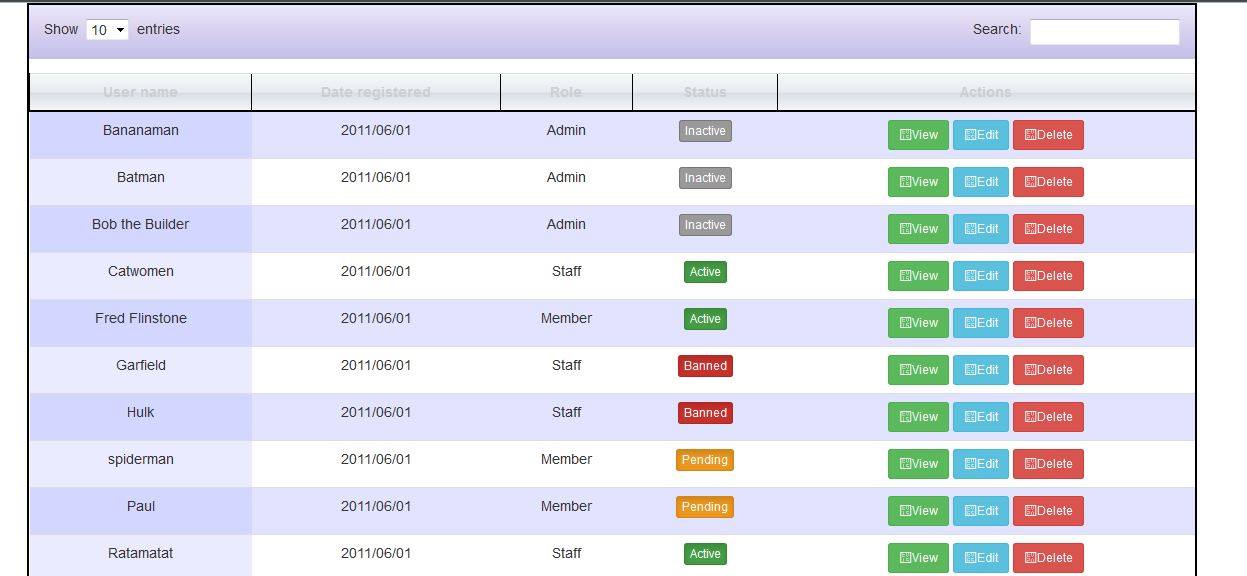 Show 10 entries Search:
User name Date registered Role Status Actions
Bananaman 2011/06/01 Admin Inactive View Edit Delete
Batman 2011/06/01 Admin Inactive View Edit Delete
Bob the Builder 2011/06/01 Admin Inactive View Edit Delete
Catwomen 2011/06/01 Staff Active View Edit Delete
Fred Flinstone 2011/06/01 Member Active View Edit Delete
Garfield 2011/06/01 Staff Banned View Edit Delete
Hulk 2011/06/01 Staff Banned View Edit Delete
spiderman 2011/06/01 Member Pending View Edit Delete
Paul 2011/06/01 Member Pending View Edit Delete
Ratamatat 2011/06/01 Staff Active View Edit Delete